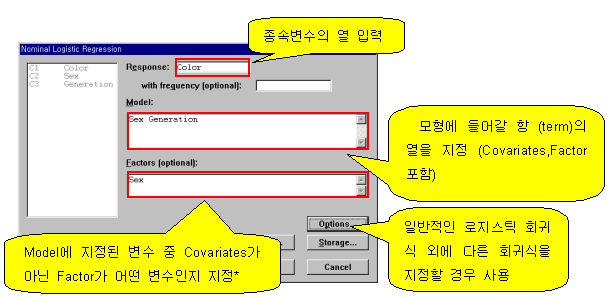 종속변수의 열 입력
Nominal Logistic Regression
C1 Color
C2 Sex
C3 Generation
Response: Color
with frequency (optional):
Model:
Sex Generation
Factors (optional):
Sex
모형에 들어갈 항 (term)의
열을 지정 (Covariates,Factor
포함)
Options...
Storage...
Cancel
Model에 지정된 변수 중 Covariates가
아닌 Factor가 어떤 변수인지 지정*
일반적인 로지스틱 회귀
식 외에 다른 회귀식을
지정할 경우 사용